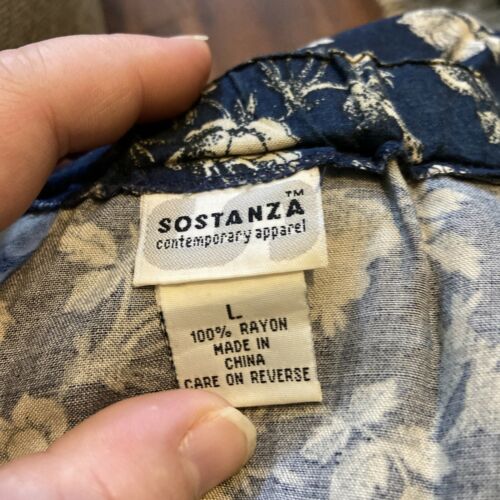 SOSTANZA™
contemporary apparel
L
100% RAYON
MADE IN
CHINA
CARE ON REVERSE